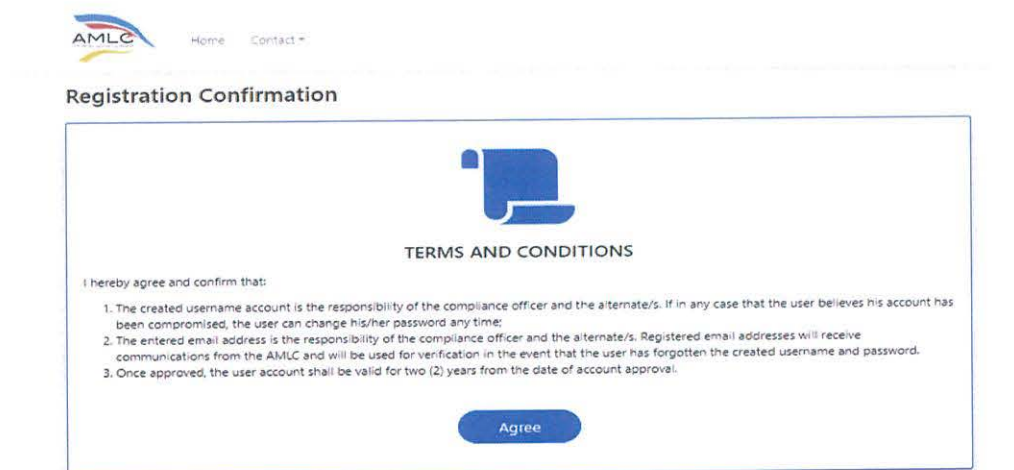 AMLC
Home Contact
Registration Confirmation
TERMS AND CONDITIONS
I hereby agree and confirm that:
1. The created username account is the responsibility of the compliance officer and the alternate/s. If in any case that the user believes his account has
been compromised, the user can change his/her password any time;
2. The entered email address is the responsibility of the compliance officer and the alternate/s. Registered email addresses will receive
communications from the AMLC and will be used for verification in the event that the user has forgotten the created username and password.
3. Once approved, the user account shall be valid for two (2) years from the date of account approval.
Agree